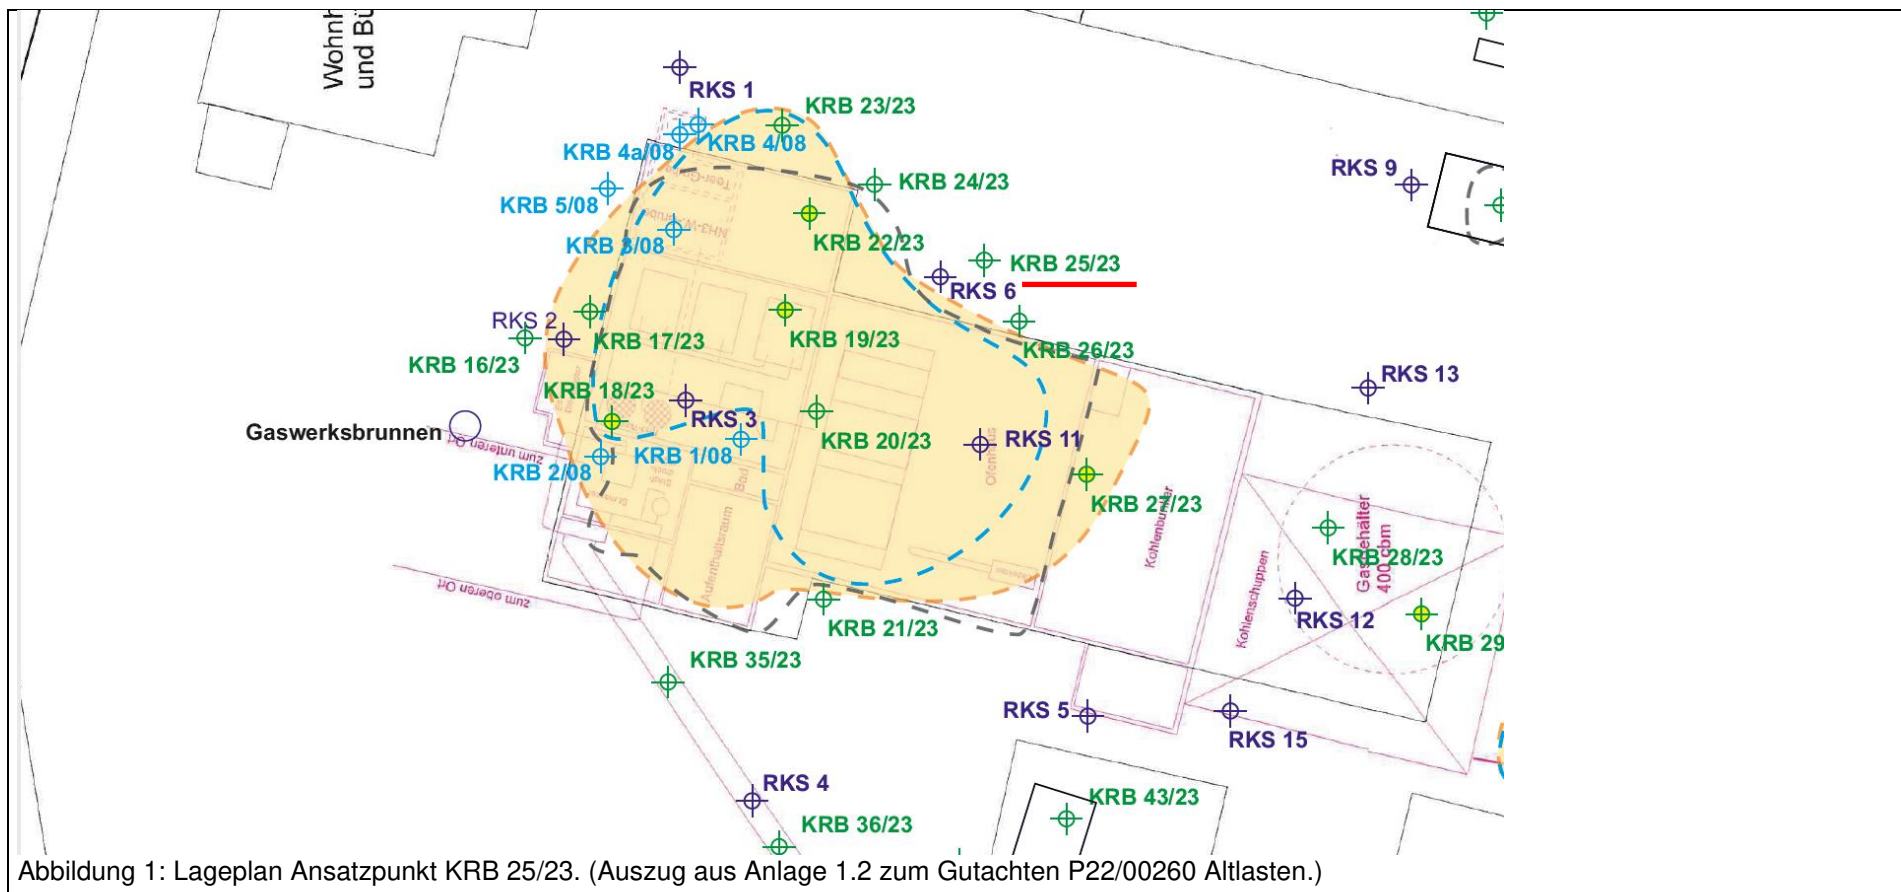 Wohnh
und Bü
RKS 1
KRB 23/23
KRB 4/08
KRB 4a/08
KRB 24/23
RKS 9
Teer-Grube
KRB 5/08
KRB 3/08
KRB 22/23
KRB 25/23
RKS 6
RKS 2
KRB 17/23
KRB 19/23
KRB 26/23
KRB 16/23
RKS 13
KRB 18/23
RKS 3
Gaswerksbrunnen
zum unteren Ort
KRB 1/08
KRB 20/23
RKS 11
Ofenhaus
KRB 2/08
Bad
KRB 27/23
Aufenthaltsraum
Kohlenbunker
Gasbehälter
400 cbm
KRB 28/23
Kohlenschuppen
zum oberen Ort
RKS 12
KRB 21/23
KRB 29
KRB 35/23
RKS 5
RKS 15
RKS 4
KRB 43/23
KRB 36/23
Abbildung 1: Lageplan Ansatzpunkt KRB 25/23. (Auszug aus Anlage 1.2 zum Gutachten P22/00260 Altlasten.)